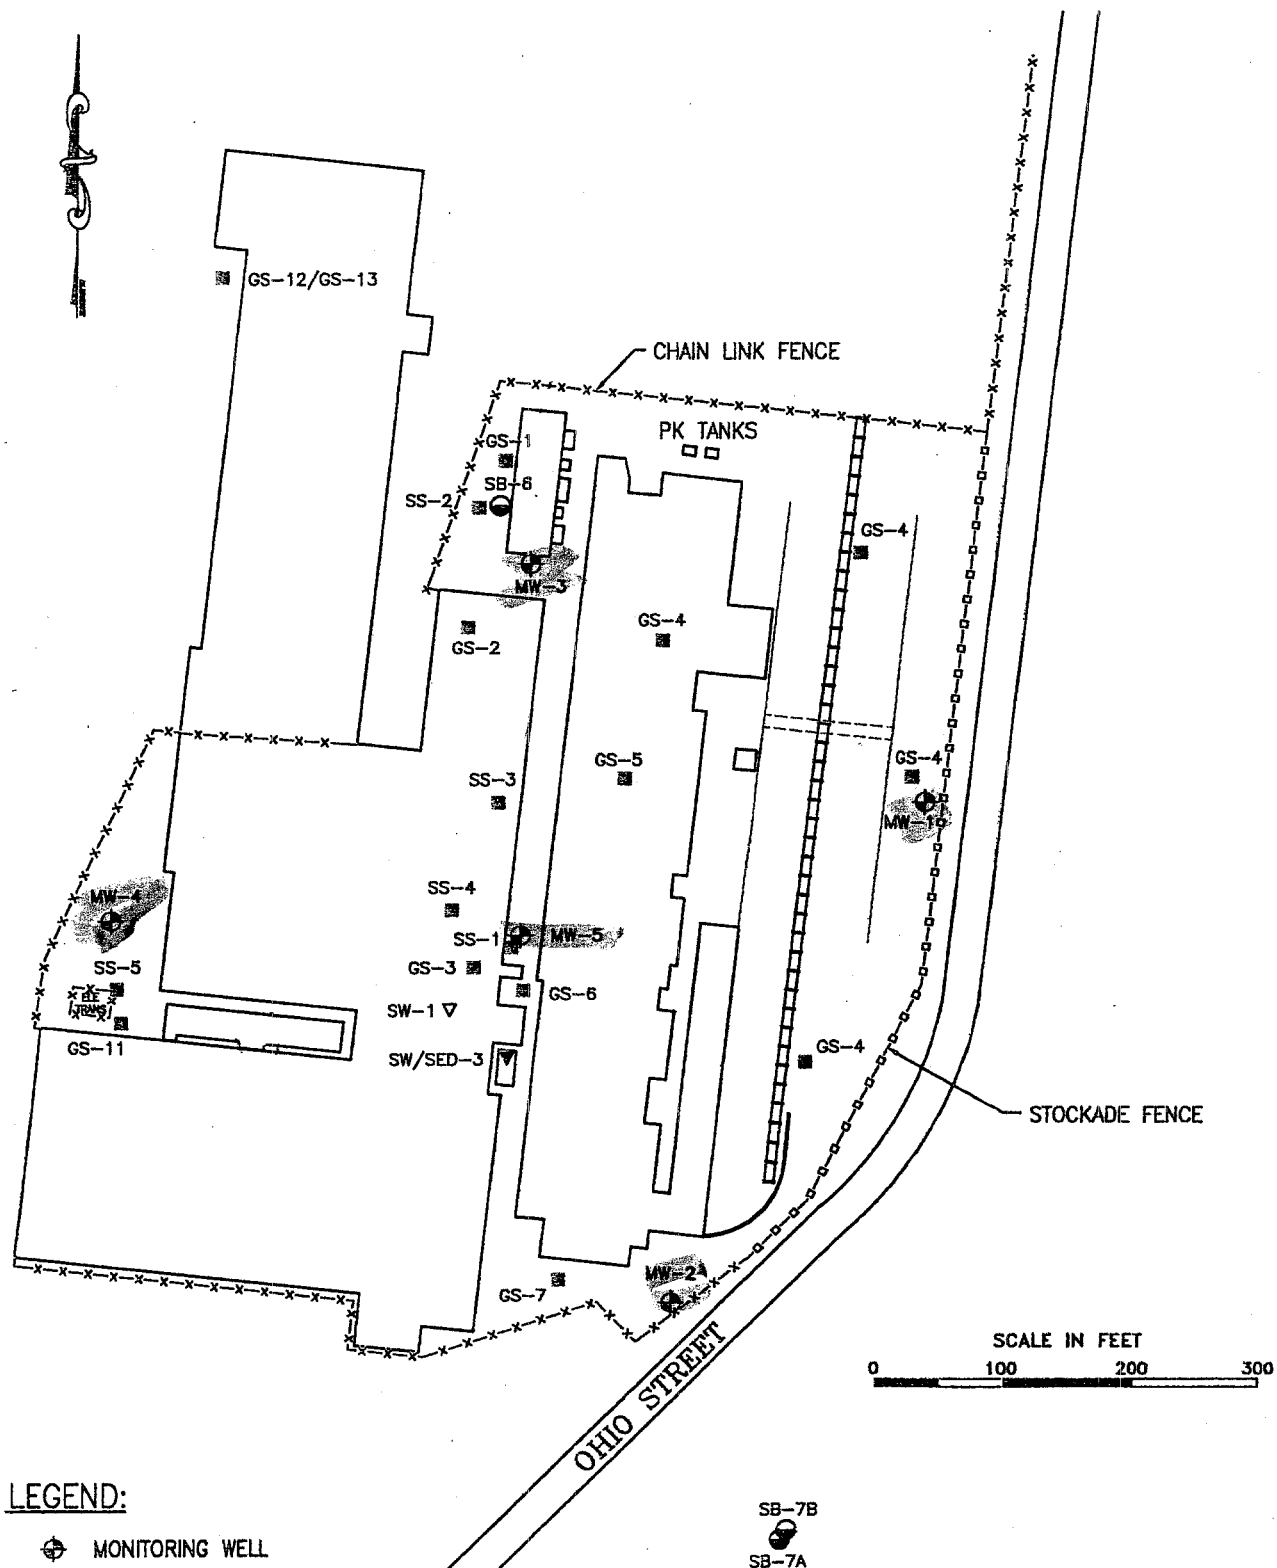 GS-12/GS-13
CHAIN LINK FENCE
PK TANKS
GS-1
SB-6
SS-2
GS-4
MW-3
GS-4
GS-2
GS-5
GS-4
SS-3
MW-1
MW-4
SS-4
MW-5
SS-1
GS-3
SS-5
GS-6
ELE
TRANS
SW-1
GS-11
SW/SED-3
GS-4
STOCKADE FENCE
MW-2
GS-7
OHIO STREET
SCALE IN FEET
0 100 200 300
LEGEND:
MONITORING WELL
SB-7B
SB-7A